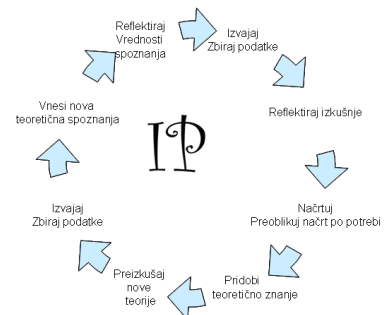 Reflektiraj
Vrednosti
spoznanja
Izvajaj
Zbiraj podatke
Reflektiraj izkušnje
Načrtuj
Preoblikuj načrt po potrebi
Pridobi
teoretično znanje
Preizkušaj
nove
teorije
Izvajaj
Zbiraj podatke
Vnesi nova
teoretična spoznanja
IP